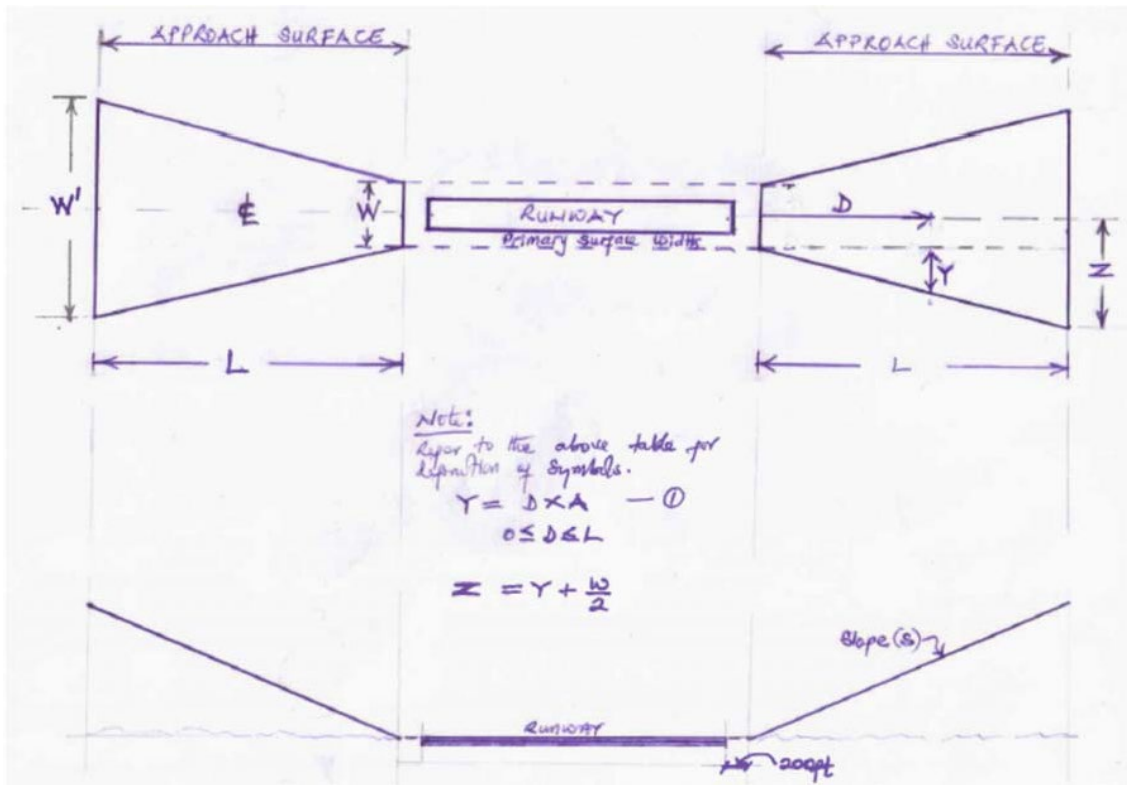 APPROACH SURFACE
APPROACH SURFACE
W'
℄
W
RUNWAY
Primary Surface Width
D
Y
Z
L
L
Note:
Refer to the above table for
definition of symbols.
Y = D × A — ①
0 ≤ D ≤ L
Z = Y + W/2
Slope (s)
RUNWAY
200ft